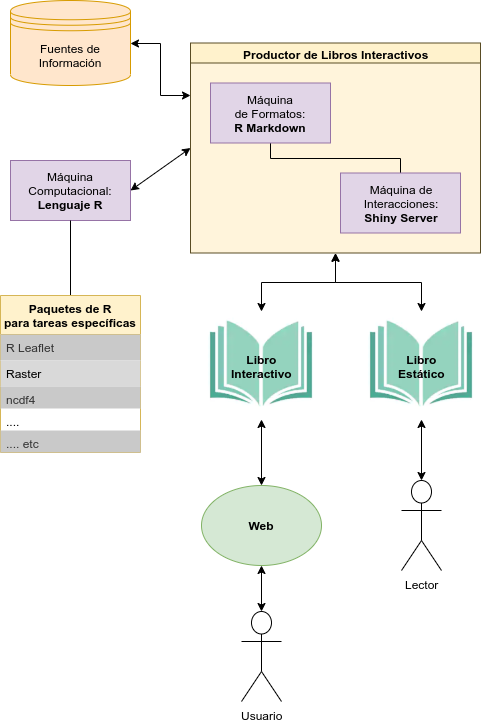 Fuentes de
Información
Productor de Libros Interactivos
Máquina
de Formatos:
R Markdown
Máquina
Computacional:
Lenguaje R
Máquina de
Interacciones:
Shiny Server
Paquetes de R
para tareas específicas
R Leaflet
Raster
ncdf4
....
.... etc
Libro
Interactivo
Libro
Estático
Web
Lector
Usuario